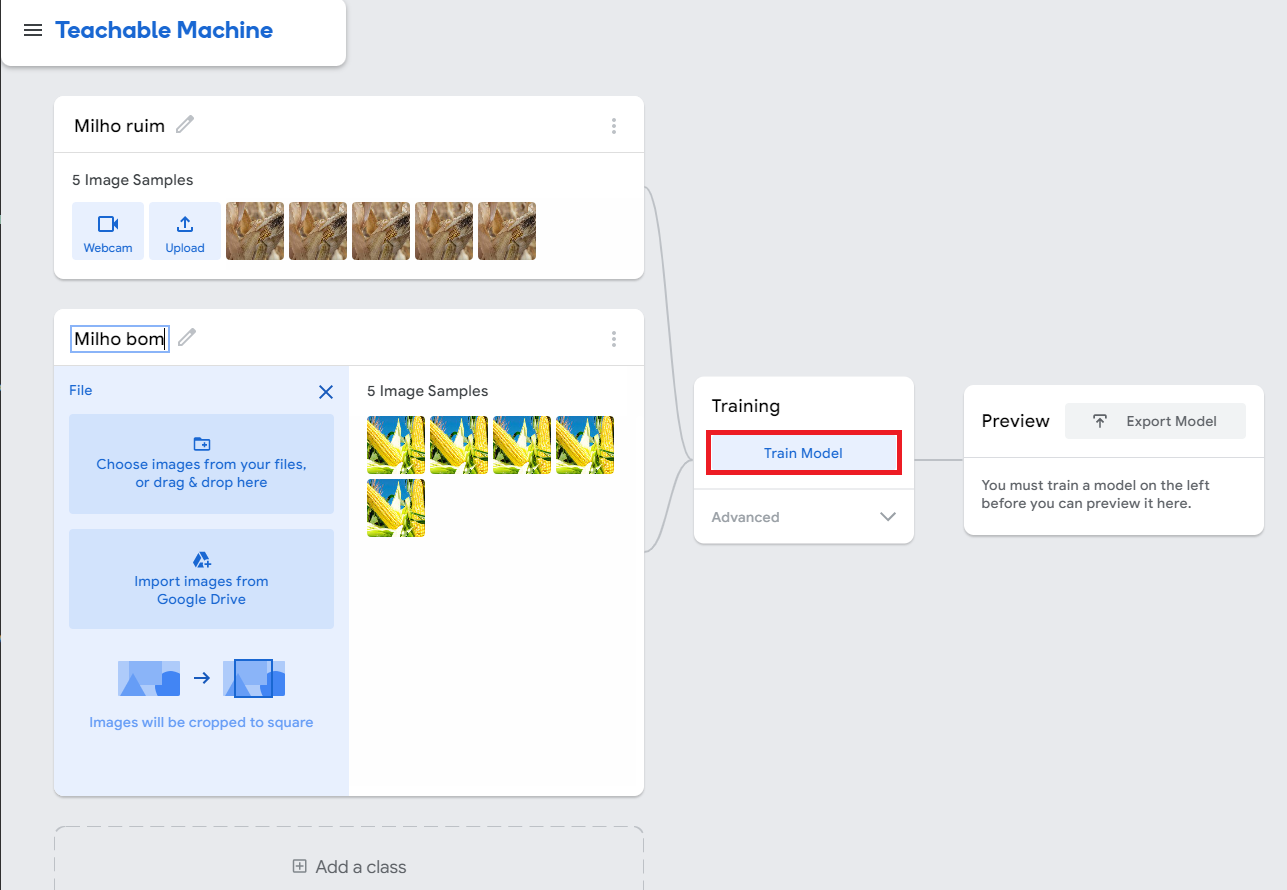 Teachable Machine
Milho ruim
5 Image Samples
Webcam
Upload
Milho bom
File
Choose images from your files,
or drag & drop here
Import images from
Google Drive
Images will be cropped to square
5 Image Samples
Add a class
Training
Train Model
Advanced
Preview
Export Model
You must train a model on the left
before you can preview it here.